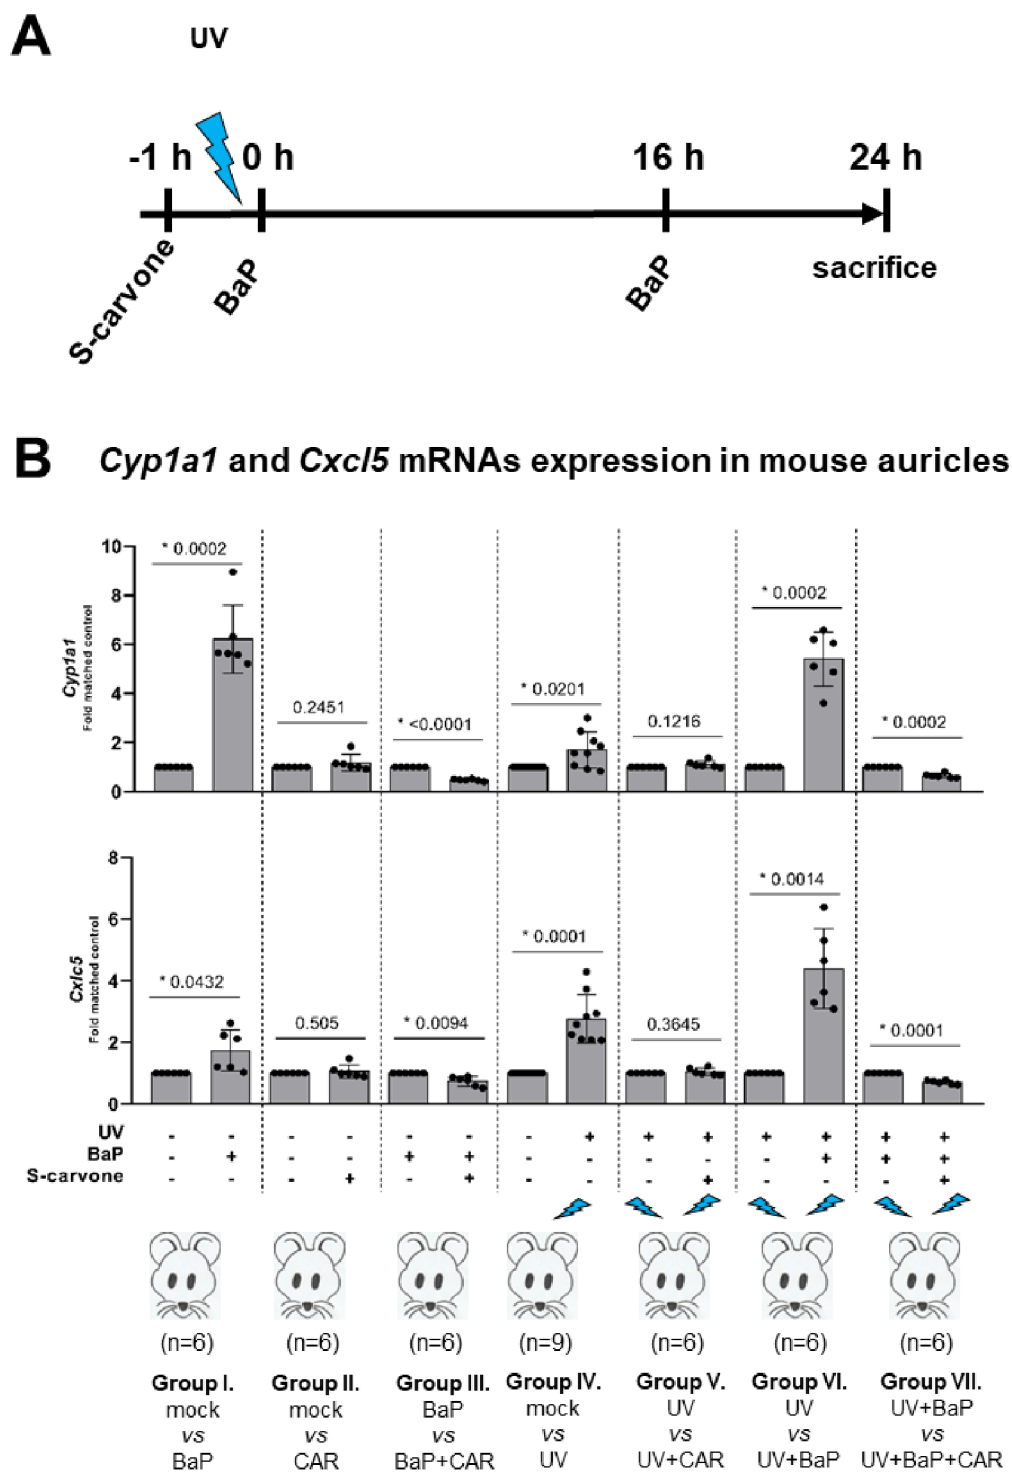 A
UV
-1 h 0 h 16 h 24 h
S-carvone BaP BaP sacrifice
B Cyp1a1 and Cxcl5 mRNAs expression in mouse auricles
Cyp1a1
Fold matched control
10
8
6
4
2
0
* 0.0002 0.2451 * <0.0001 * 0.0201 0.1216 * 0.0002 * 0.0002
Cxlc5
Fold matched control
8
6
4
2
0
* 0.0432 0.505 * 0.0094 * 0.0001 0.3645 * 0.0014 * 0.0001
UV - - - - - - - + + + + + + +
BaP - + - - + + - - - - - + + +
S-carvone - - - + - + - - - + - - - +
(n=6) (n=6) (n=6) (n=9) (n=6) (n=6) (n=6)
Group I. Group II. Group III. Group IV. Group V. Group VI. Group VII.
mock mock BaP mock UV UV UV+BaP
vs vs vs vs vs vs vs
BaP CAR BaP+CAR UV UV+CAR UV+BaP UV+BaP+CAR